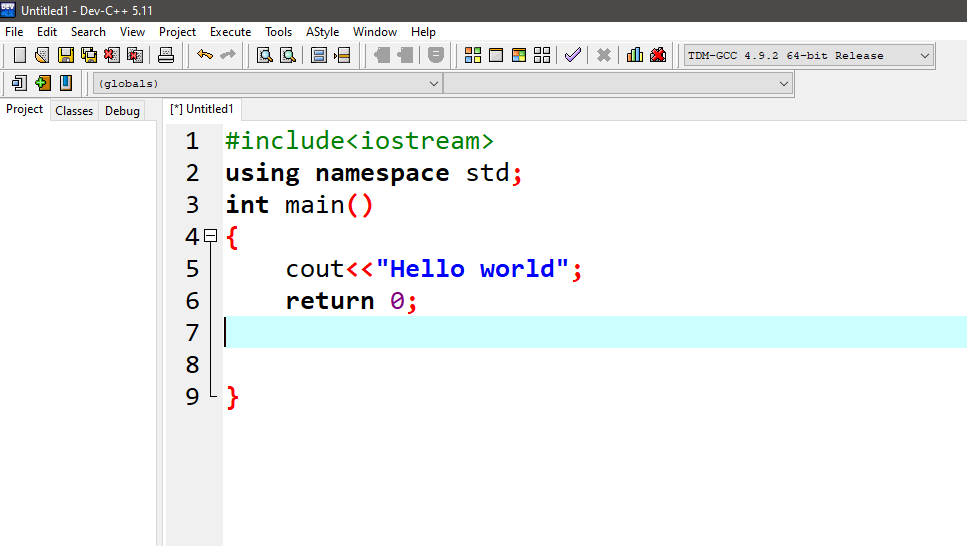 Untitled1 - Dev-C++ 5.11
File Edit Search View Project Execute Tools AStyle Window Help
TDM-GCC 4.9.2 64-bit Release
(globals)
Project Classes Debug [*] Untitled1
1 #include<iostream>
2 using namespace std;
3 int main()
4 {
5 cout<<"Hello world";
6 return 0;
7
8
9 }